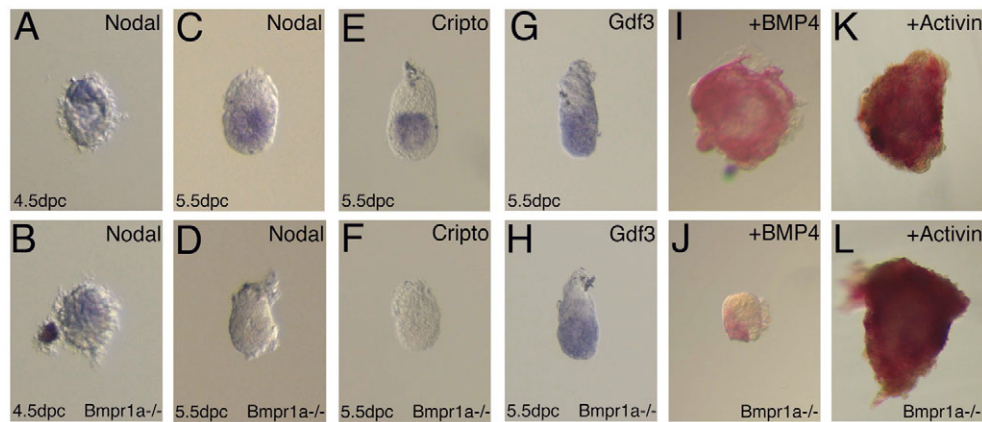 A Nodal
4.5dpc
C Nodal
5.5dpc
E Cripto
5.5dpc
G Gdf3
5.5dpc
I +BMP4
K +Activin
B Nodal
4.5dpc Bmpr1a-/-
D Nodal
5.5dpc Bmpr1a-/-
F Cripto
5.5dpc Bmpr1a-/-
H Gdf3
5.5dpc Bmpr1a-/-
J +BMP4
Bmpr1a-/-
L +Activin
Bmpr1a-/-